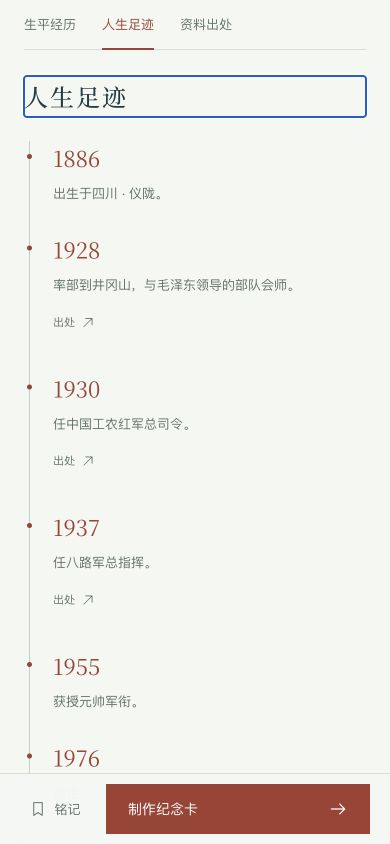 生平经历 人生足迹 资料出处
人生足迹
1886
出生于四川 · 仪陇。
1928
率部到井冈山，与毛泽东领导的部队会师。
出处
1930
任中国工农红军总司令。
出处
1937
任八路军总指挥。
出处
1955
获授元帅军衔。
1976
铭记 制作纪念卡